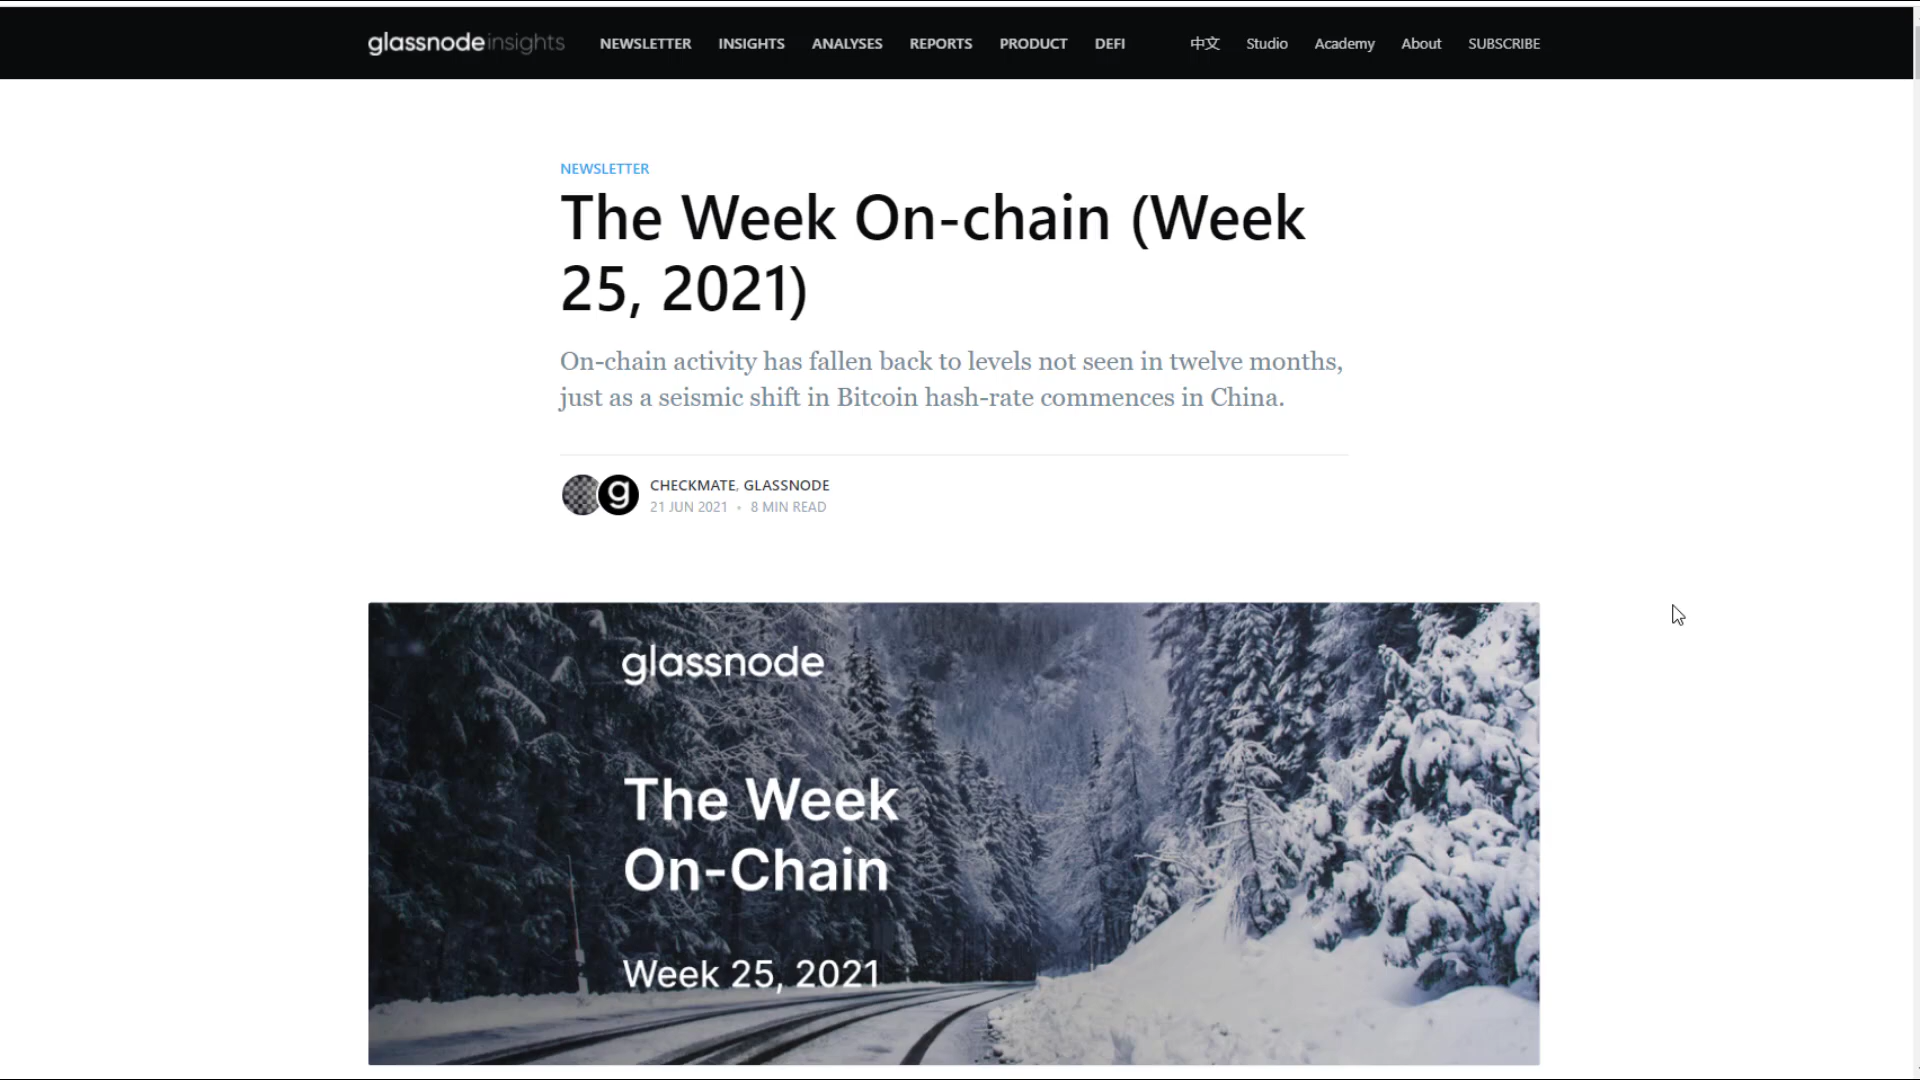 glassnodeinsights NEWSLETTER INSIGHTS ANALYSES REPORTS PRODUCT DEFI 中文 Studio Academy About SUBSCRIBE
NEWSLETTER
The Week On-chain (Week
25, 2021)
On-chain activity has fallen back to levels not seen in twelve months,
just as a seismic shift in Bitcoin hash-rate commences in China.
g
CHECKMATE, GLASSNODE
21 JUN 2021 • 8 MIN READ
glassnode
The Week
On-Chain
Week 25, 2021